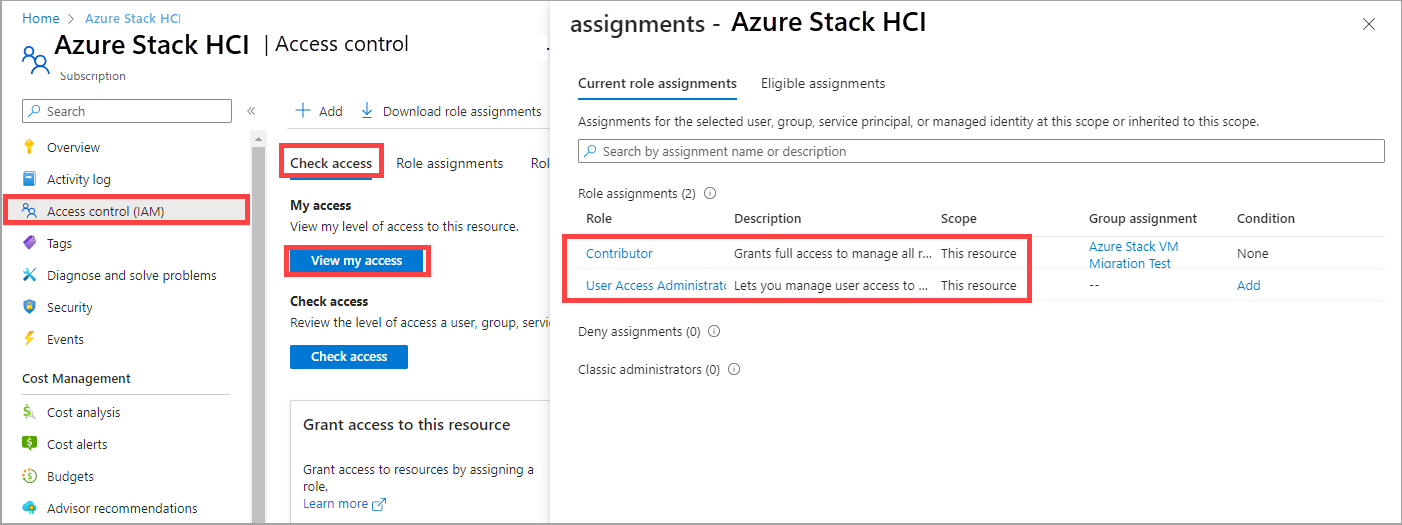 Home > Azure Stack HCI
Azure Stack HCI | Access control
Subscription
Search
«
Overview
Activity log
Access control (IAM)
Tags
Diagnose and solve problems
Security
Events
Cost Management
Cost analysis
Cost alerts
Budgets
Advisor recommendations
+ Add Download role assignments
Check access Role assignments Rol
My access
View my level of access to this resource.
View my access
Check access
Review the level of access a user, group, servic
Check access
Grant access to this resource
Grant access to resources by assigning a
role.
Learn more
assignments - Azure Stack HCI
Current role assignments Eligible assignments
Assignments for the selected user, group, service principal, or managed identity at this scope or inherited to this scope.
Search by assignment name or description
Role assignments (2)
Role Description Scope Group assignment Condition
Contributor Grants full access to manage all r... This resource Azure Stack VM None
Migration Test
User Access Administrato Lets you manage user access to ... This resource -- Add
Deny assignments (0)
Classic administrators (0)